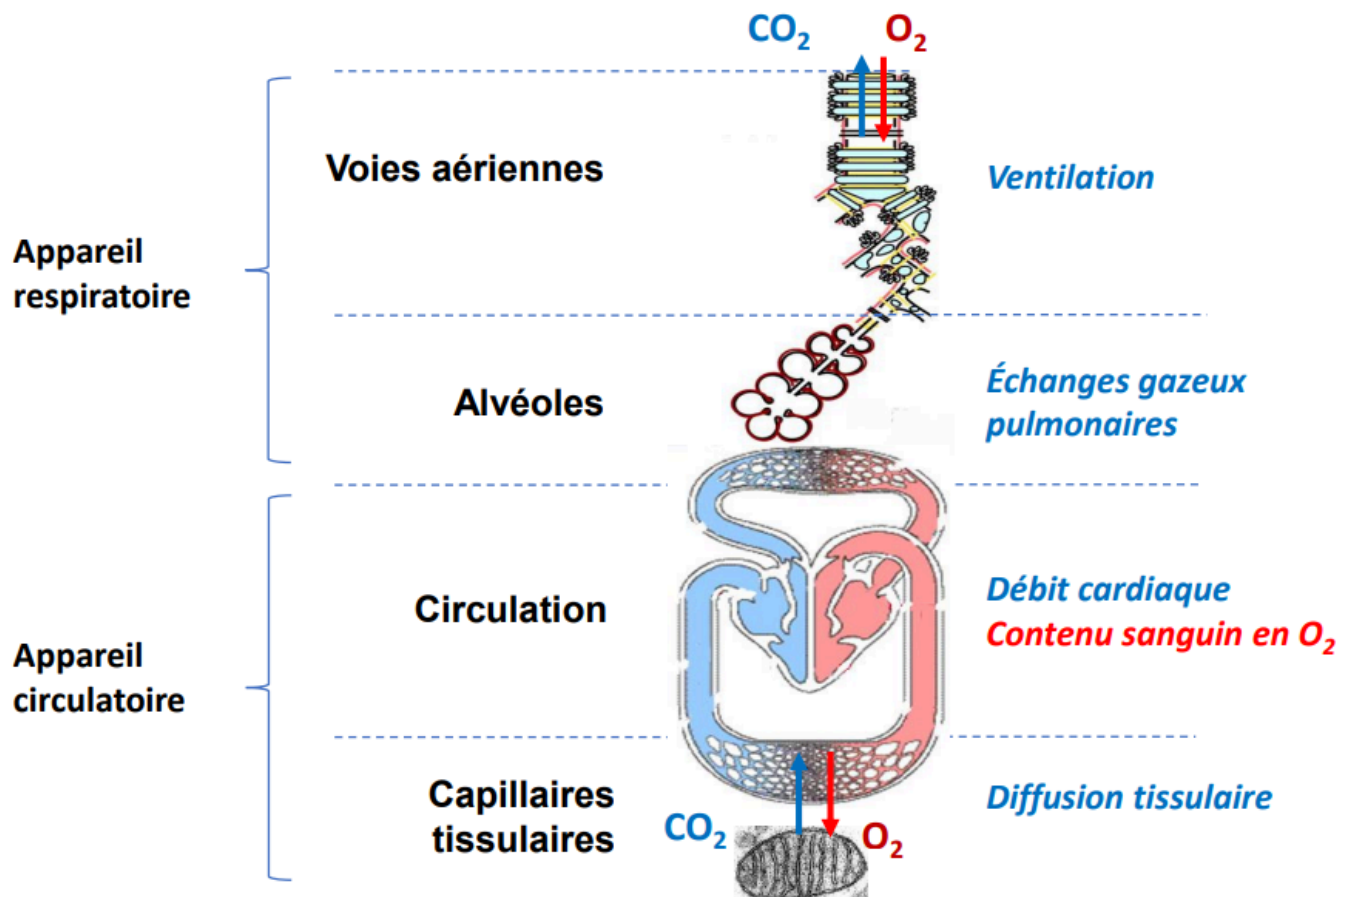 CO₂ O₂
Voies aériennes
Ventilation
Appareil
respiratoire
Alvéoles
Échanges gazeux
pulmonaires
Circulation
Débit cardiaque
Contenu sanguin en O₂
Appareil
circulatoire
Capillaires
tissulaires
Diffusion tissulaire
CO₂ O₂